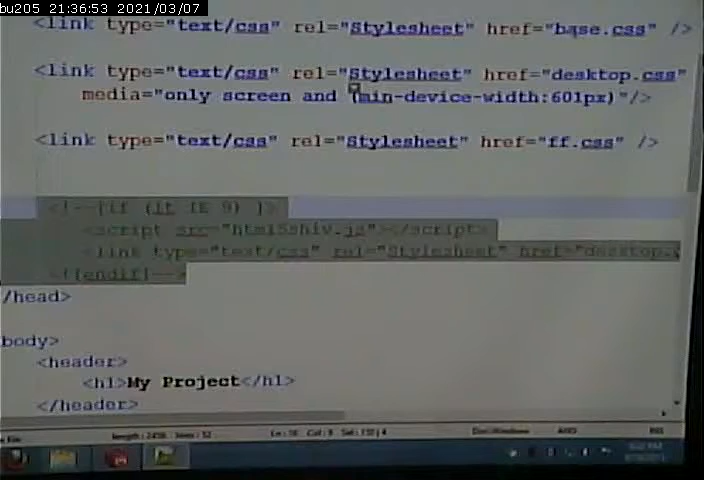 bu205 21:36:53 2021/03/07
<link type="text/css" rel="Stylesheet" href="base.css" />
<link type="text/css" rel="Stylesheet" href="desktop.css"
media="only screen and (min-device-width:601px)"/>
<link type="text/css" rel="Stylesheet" href="ff.css" />
<!--[if (lt IE 9) ]>
<script src="html5shiv.js"></script>
<link type="text/css" rel="Stylesheet" href="desktop.
<![endif]-->
/head>
body>
<header>
<h1>My Project</h1>
</header>
length: lines: 52